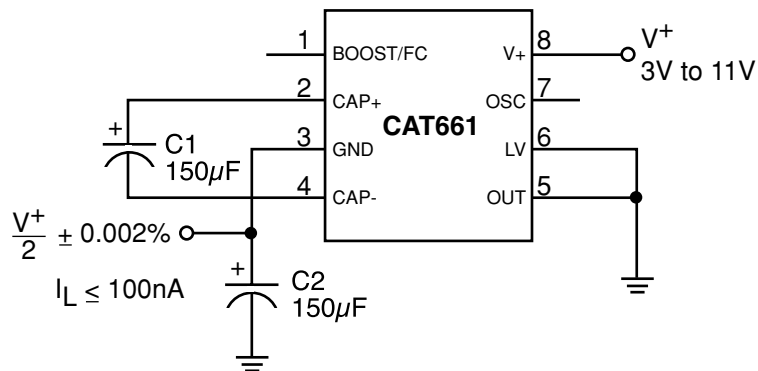 1 BOOST/FC V+ 8 V+
3V to 11V
2 CAP+ OSC 7
CAT661
+ C1
150µF
3 GND LV 6
4 CAP- OUT 5
V+
2 ± 0.002%
IL ≤ 100nA
+ C2
150µF